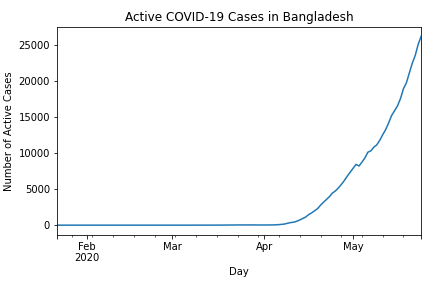 Active COVID-19 Cases in Bangladesh
Number of Active Cases
25000
20000
15000
10000
5000
0
Feb
2020
Mar
Apr
May
Day